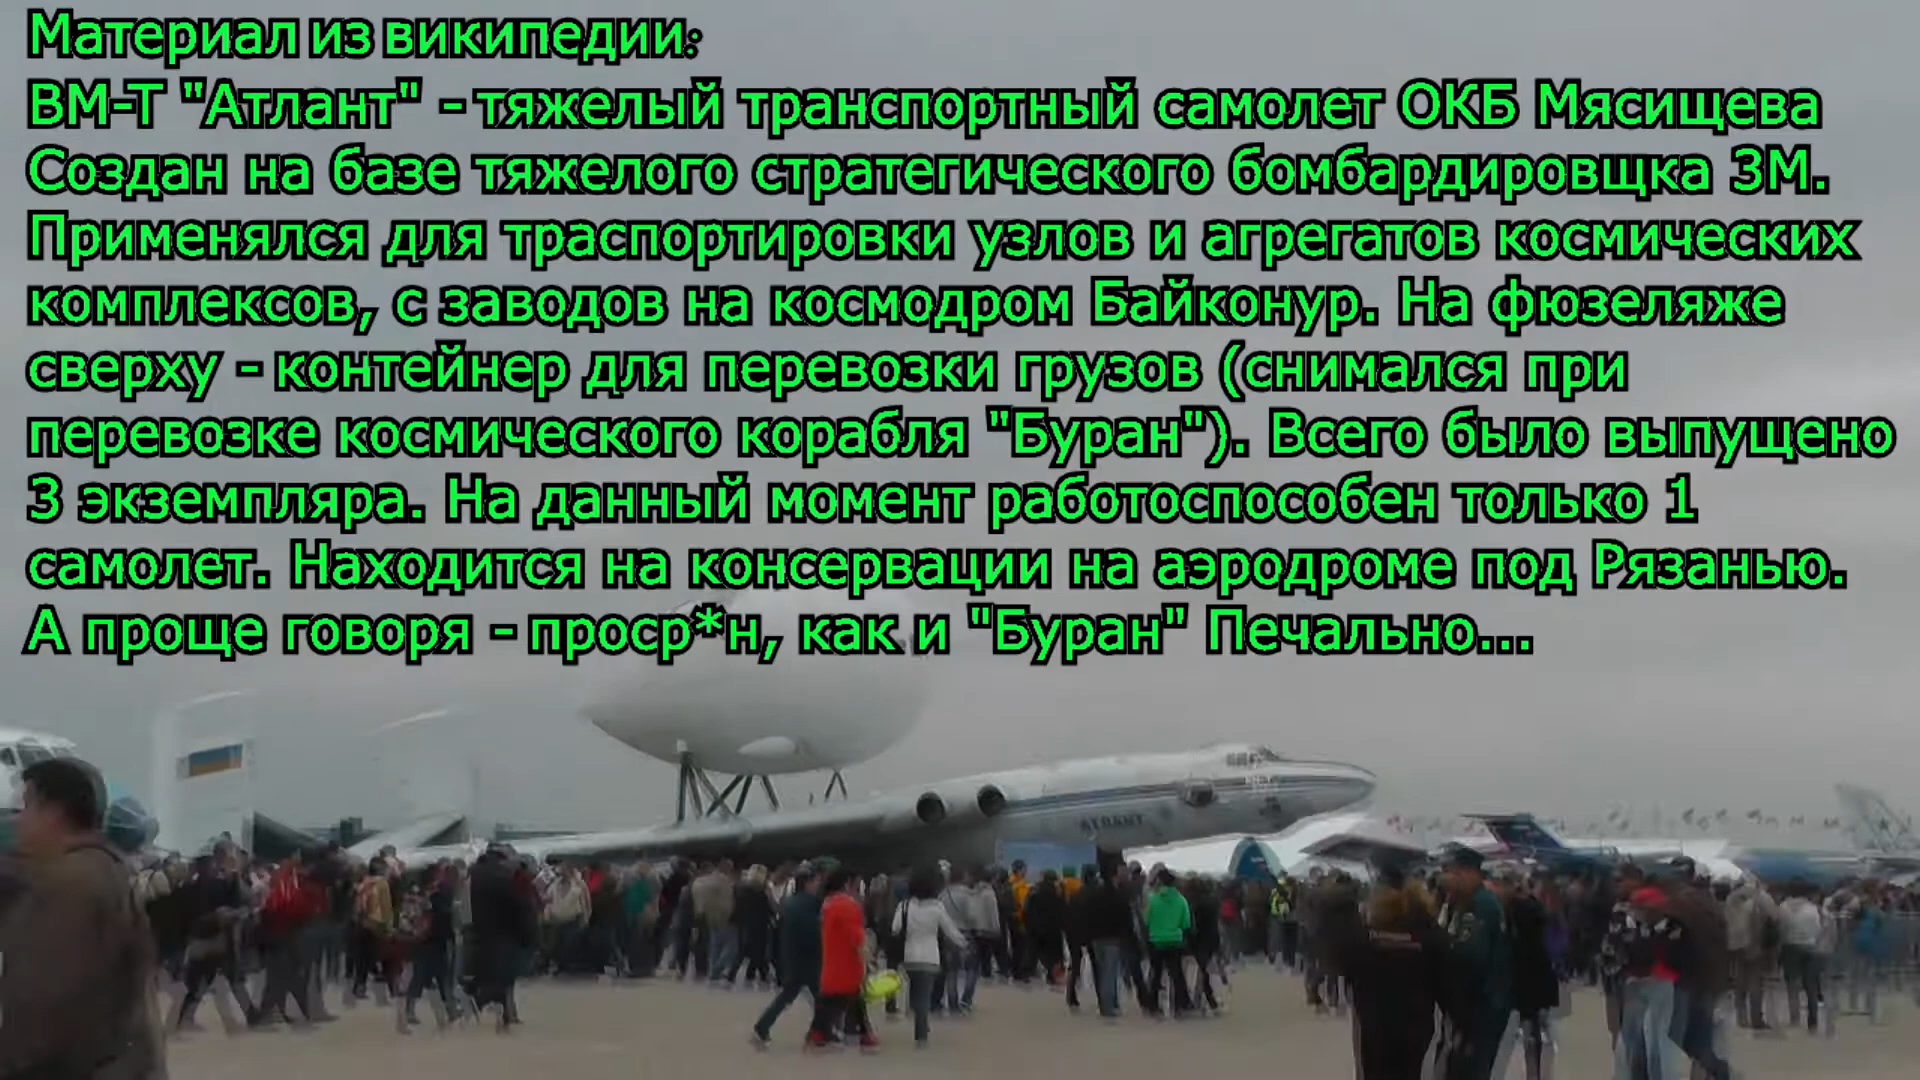 Материал из википедии:
ВМ-Т "Атлант" - тяжелый транспортный самолет ОКБ Мясищева
Создан на базе тяжелого стратегического бомбардировщка 3М.
Применялся для траспортировки узлов и агрегатов космических
комплексов, с заводов на космодром Байконур. На фюзеляже
сверху - контейнер для перевозки грузов (снимался при
перевозке космического корабля "Буран"). Всего было выпущено
3 экземпляра. На данный момент работоспособен только 1
самолет. Находится на консервации на аэродроме под Рязанью.
А проще говоря - проср*н, как и "Буран" Печально...